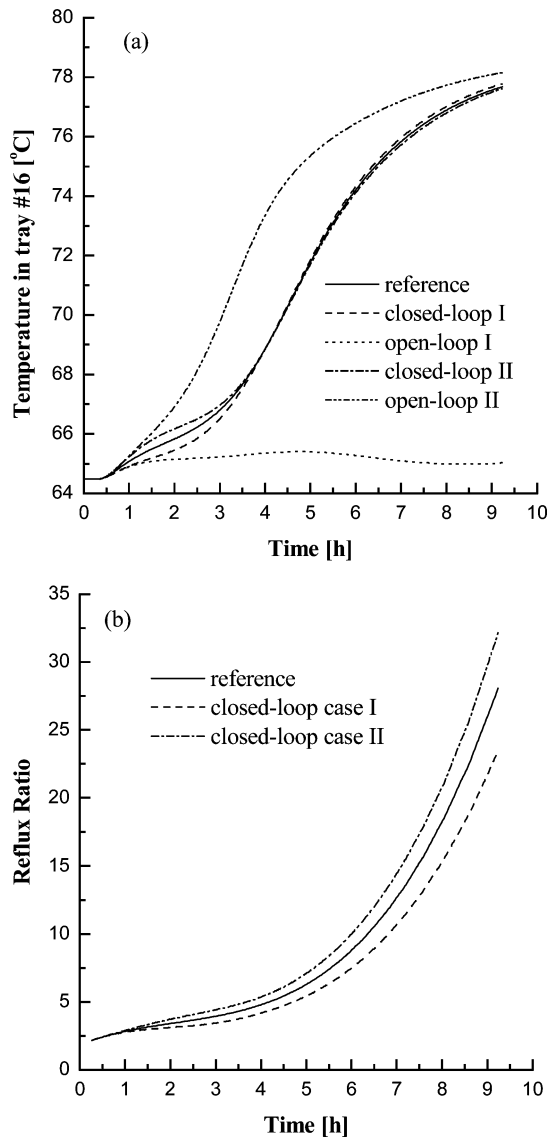 (a)
80
78
76
74
72
70
68
66
64
Temperature in tray #16 [°C]
reference
closed-loop I
open-loop I
closed-loop II
open-loop II
0 1 2 3 4 5 6 7 8 9 10
Time [h]
(b)
35
30
25
20
15
10
5
0
Reflux Ratio
reference
closed-loop case I
closed-loop case II
0 1 2 3 4 5 6 7 8 9 10
Time [h]